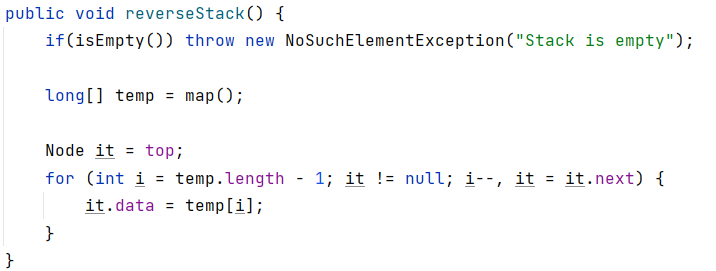 public void reverseStack() {
    if(isEmpty()) throw new NoSuchElementException("Stack is empty");

    long[] temp = map();

    Node it = top;
    for (int i = temp.length - 1; it != null; i--, it = it.next) {
        it.data = temp[i];
    }
}